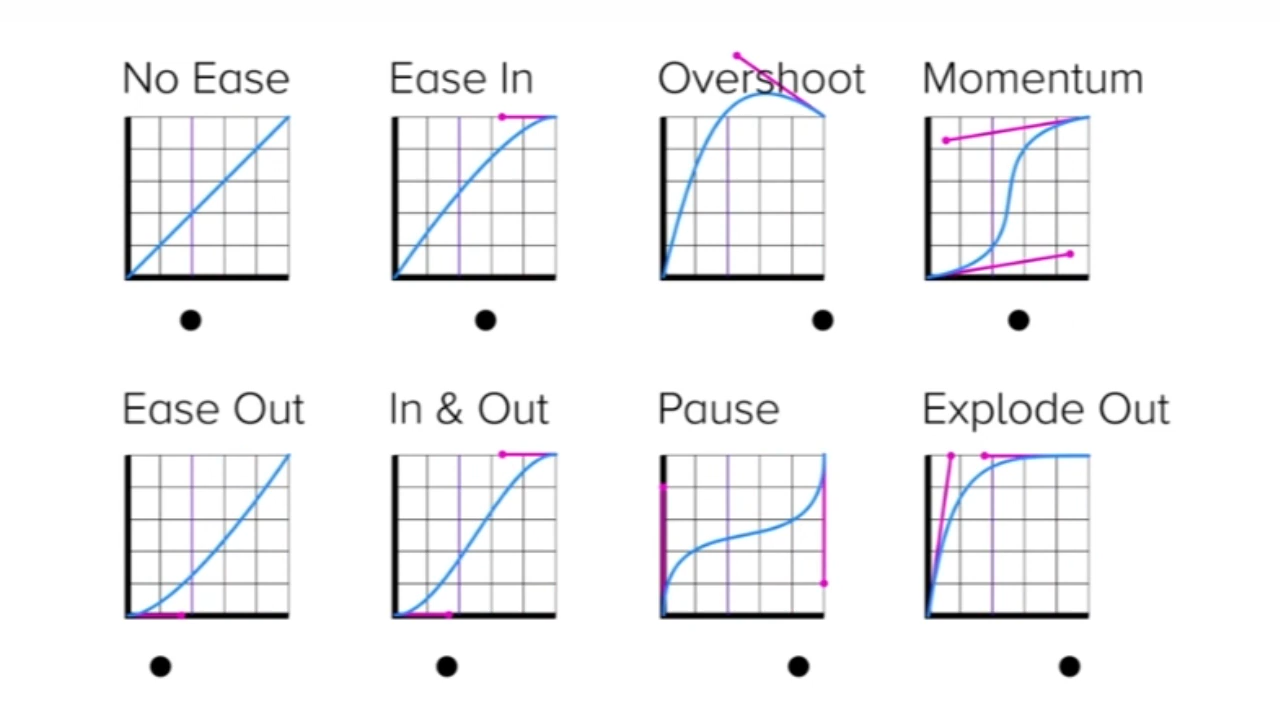 No Ease
Ease In
Overshoot
Momentum
Ease Out
In & Out
Pause
Explode Out